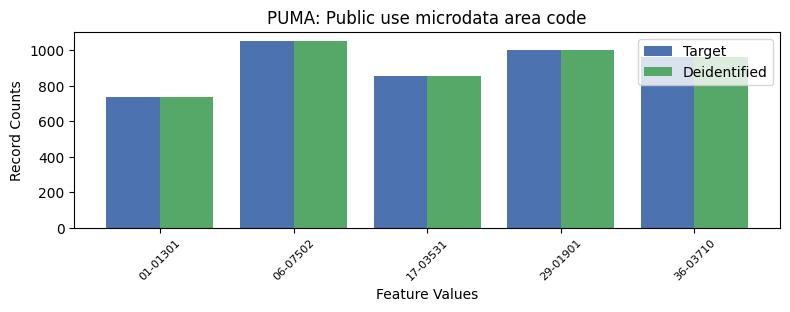 PUMA: Public use microdata area code
Record Counts
1000
800
600
400
200
0
Target
Deidentified
01-01301
06-07502
17-03531
29-01901
36-03710
Feature Values